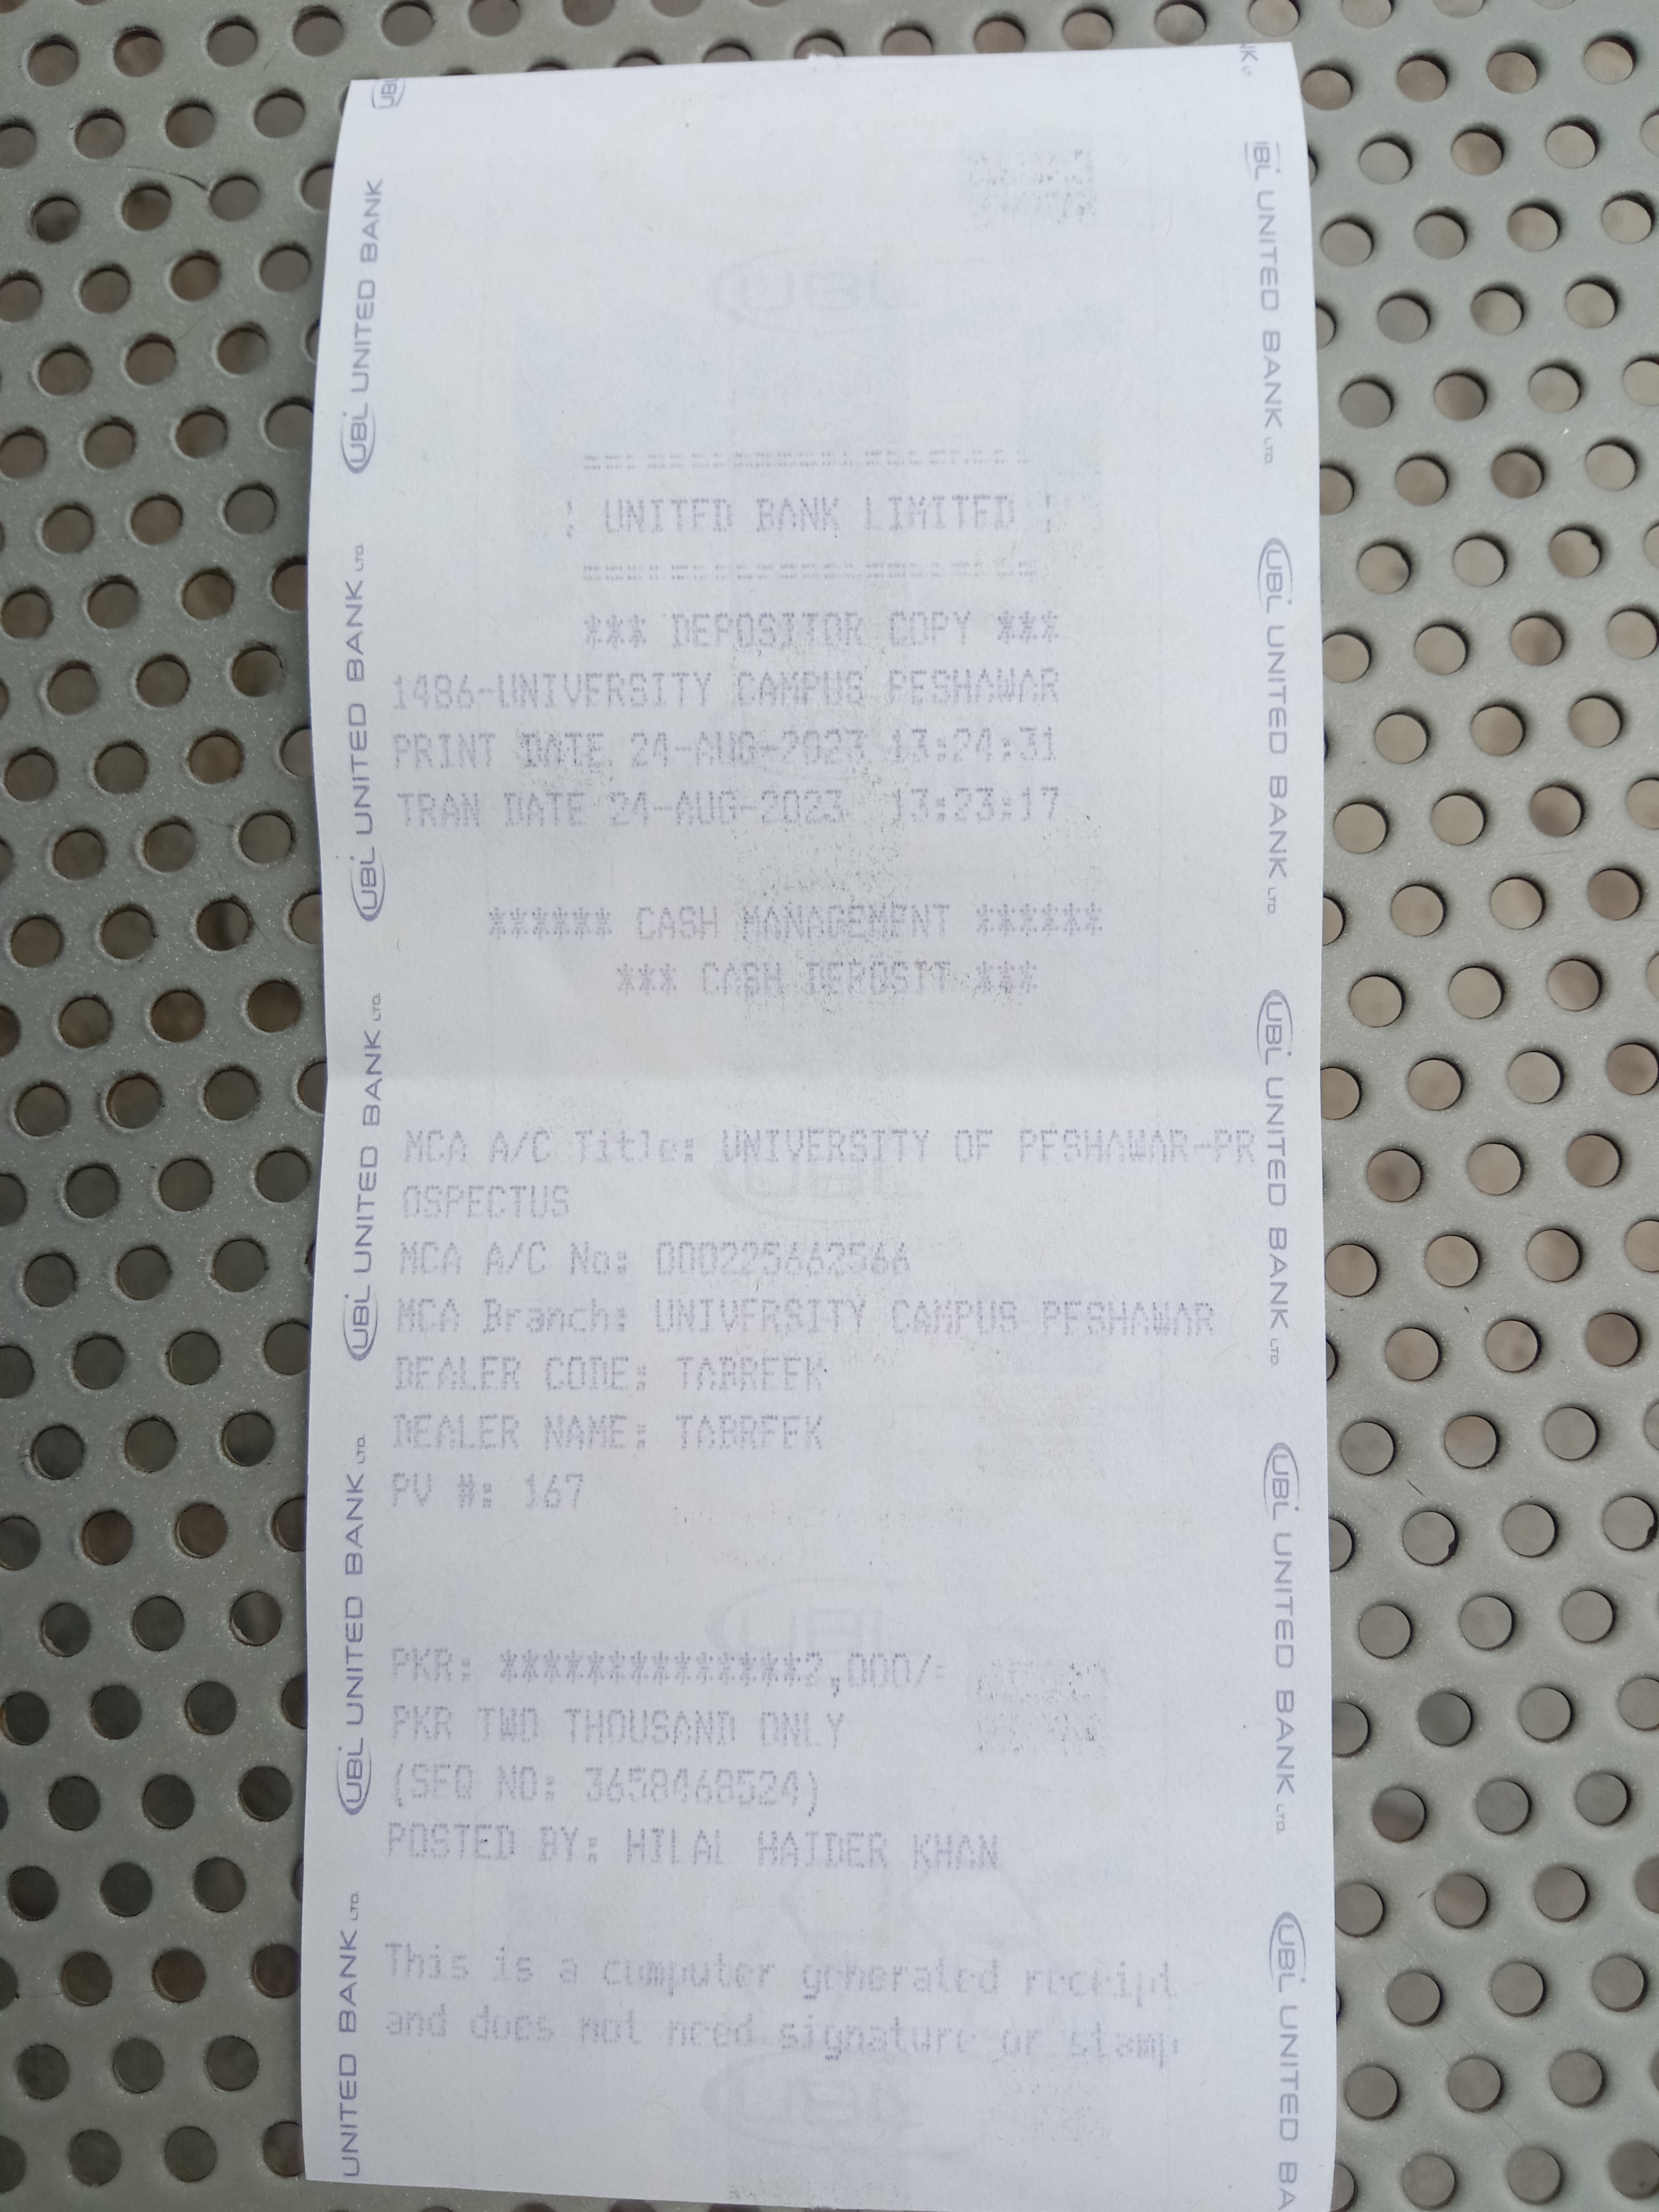 ==================
: UNITED BANK LIMITED :
==================
*** DEPOSITOR COPY ***
1486-UNIVERSITY CAMPUS PESHAWAR
PRINT DATE 24-AUG-2023 13:24:31
TRAN DATE 24-AUG-2023 13:23:17
****** CASH MANAGEMENT ******
*** CASH DEPOSIT ***
MCA A/C Title: UNIVERSITY OF PESHAWAR-PR
OSPECTUS
MCA A/C No: 000225662566
MCA Branch: UNIVERSITY CAMPUS PESHAWAR
DEALER CODE: TABREEK
DEALER NAME: TABREEK
PV #: 167
PKR: **************2,000/=
PKR TWO THOUSAND ONLY
(SEQ NO: 3658468524)
POSTED BY: HILAL HAIDER KHAN
This is a computer generated receipt
and does not need signature or stamp
UBL UNITED BANK
UBL UNITED BANK LTD.
UBL UNITED BANK LTD.
UBL UNITED BANK LTD.
UNITED BANK LTD.
UBL UNITED BANK LTD.
UBL UNITED BANK LTD.
UBL UNITED BANK LTD.
UBL UNITED BANK LTD.
UBL UNITED BA
UBL
UBL
UBL
UBL